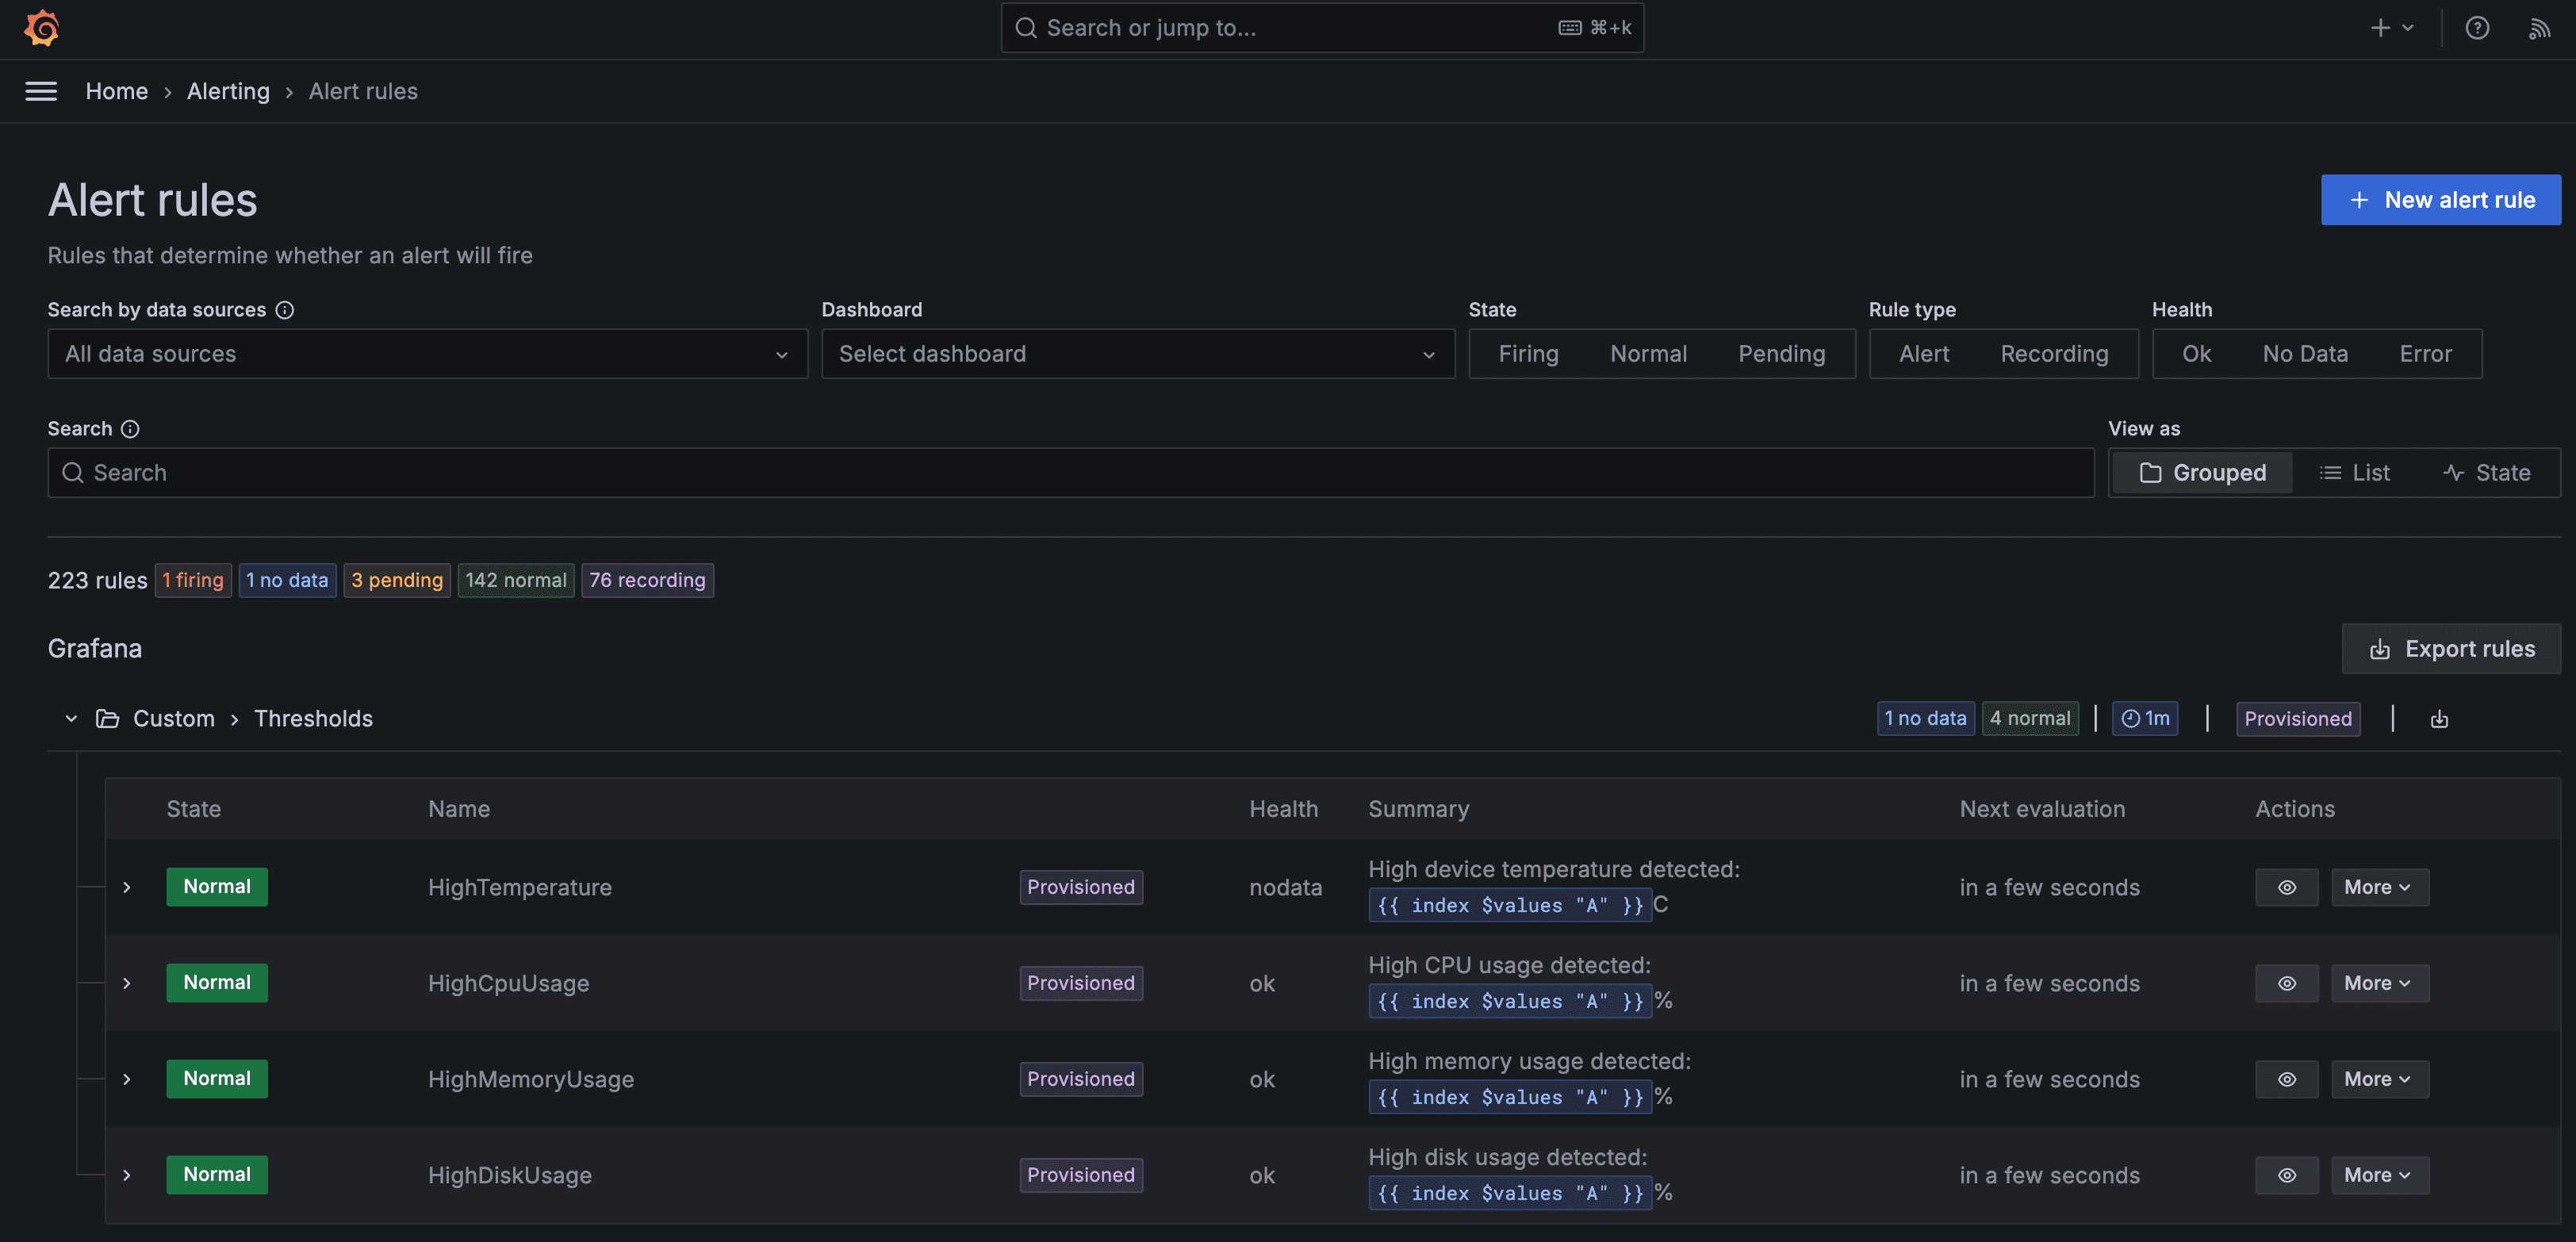 Search or jump to... ⌘+k
Home > Alerting > Alert rules
Alert rules
+ New alert rule
Rules that determine whether an alert will fire
Search by data sources Dashboard State Rule type Health
All data sources Select dashboard Firing Normal Pending Alert Recording Ok No Data Error
Search View as
Search Grouped List State
223 rules 1 firing 1 no data 3 pending 142 normal 76 recording
Grafana Export rules
Custom > Thresholds 1 no data 4 normal | 1m | Provisioned |
State Name Health Summary Next evaluation Actions
Normal HighTemperature Provisioned nodata High device temperature detected: in a few seconds More
{{ index $values "A" }} C
Normal HighCpuUsage Provisioned ok High CPU usage detected: in a few seconds More
{{ index $values "A" }} %
Normal HighMemoryUsage Provisioned ok High memory usage detected: in a few seconds More
{{ index $values "A" }} %
Normal HighDiskUsage Provisioned ok High disk usage detected: in a few seconds More
{{ index $values "A" }} %